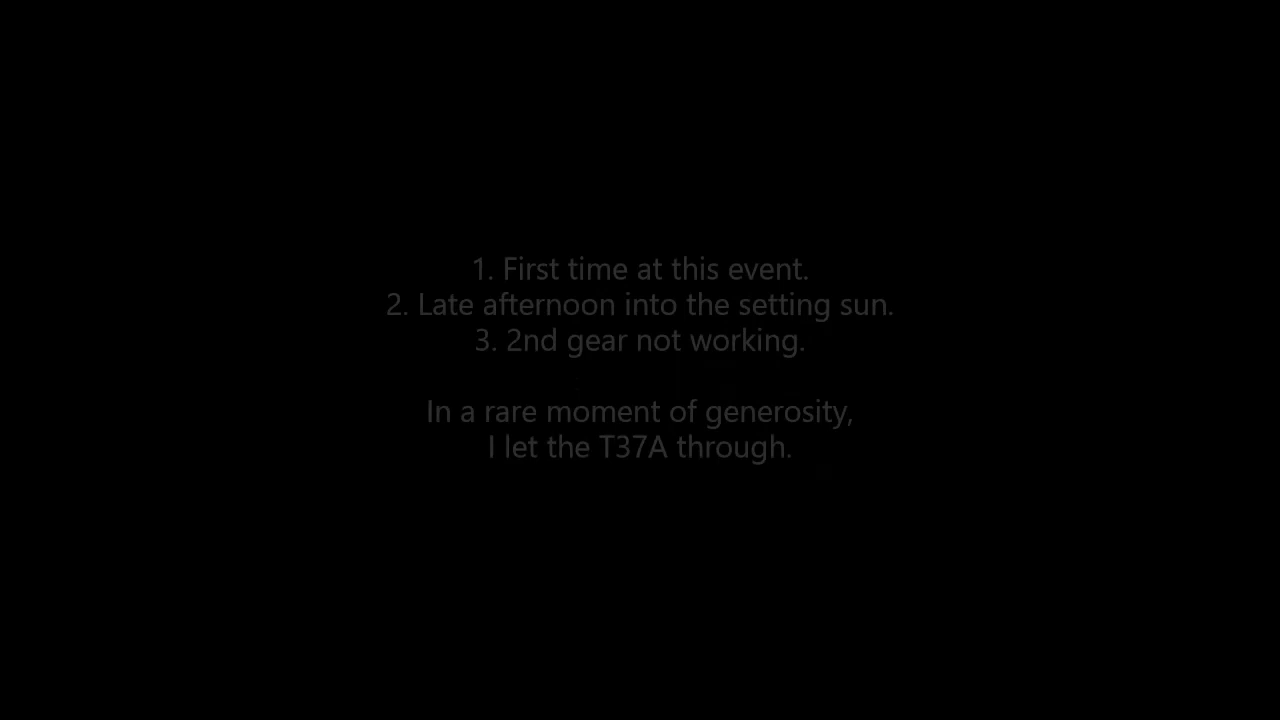 1. First time at this event.
2. Late afternoon into the setting sun.
3. 2nd gear not working.
In a rare moment of generosity,
I let the T37A through.